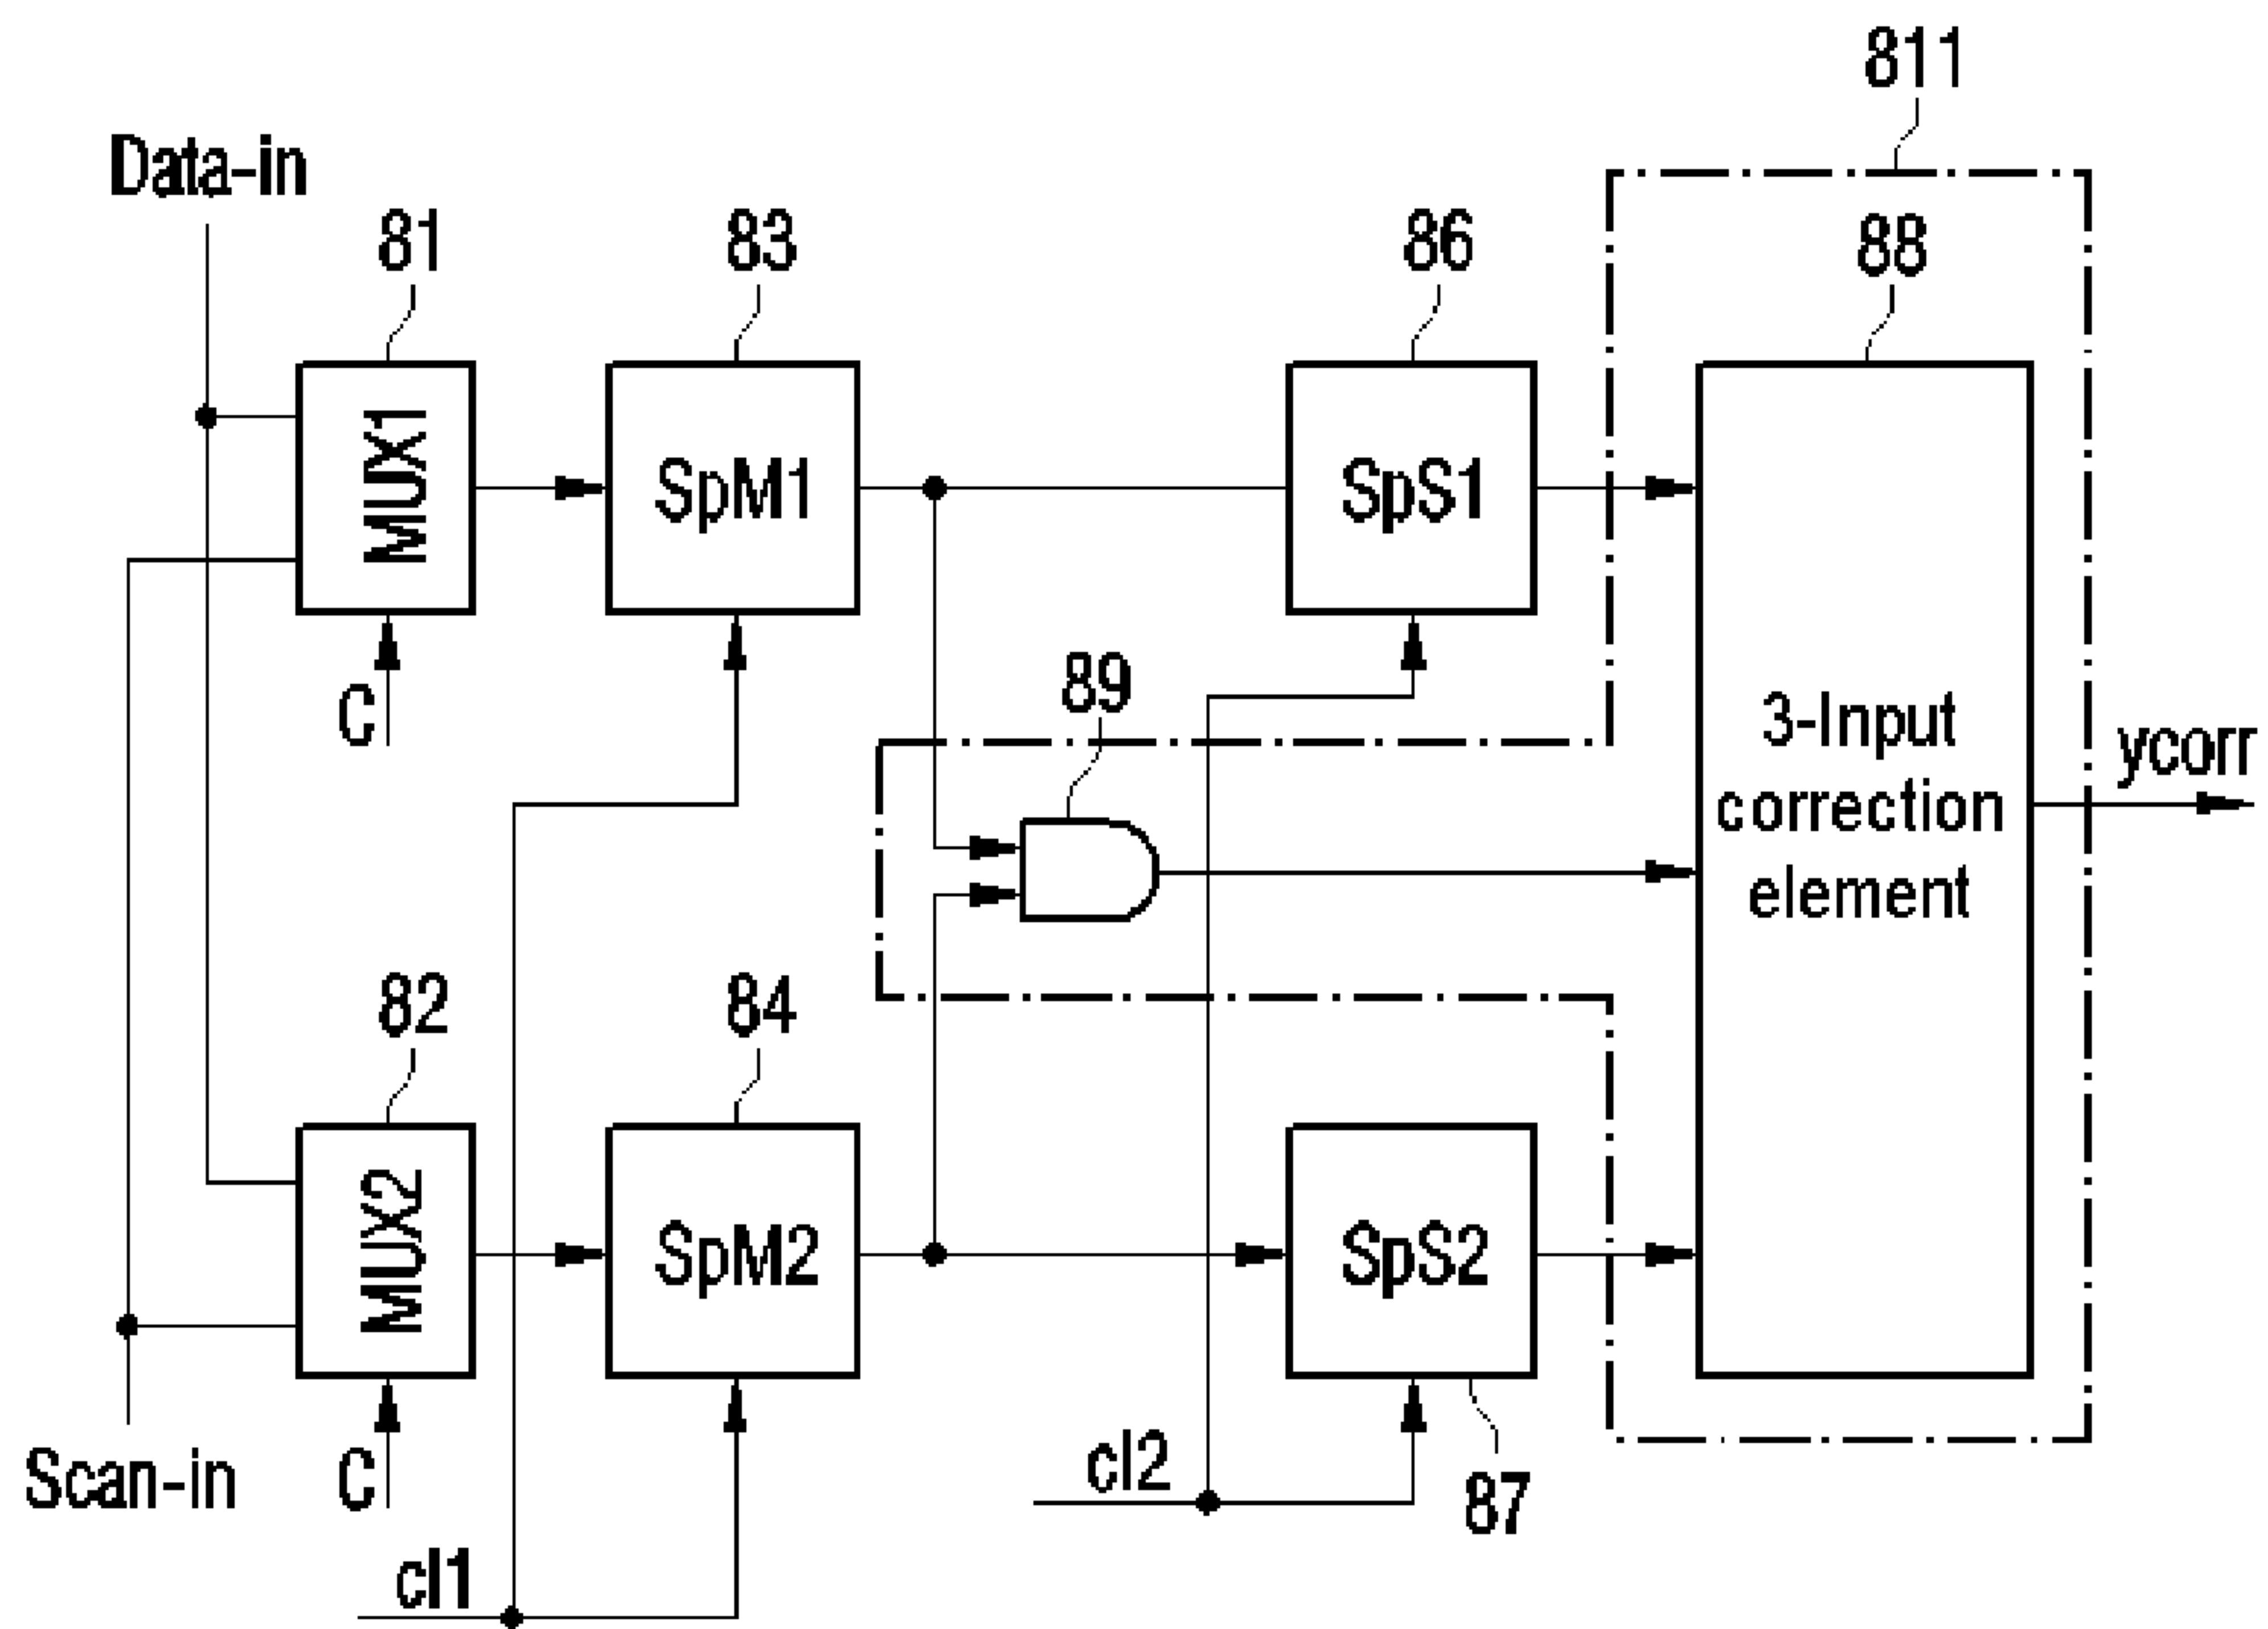 811
Data-in
81
83
86
88
MUX1
SpM1
SpS1
C
89
3-Input
correction
element
ycorr
82
84
MUX2
SpM2
SpS2
Scan-in
C
cl2
87
cl1